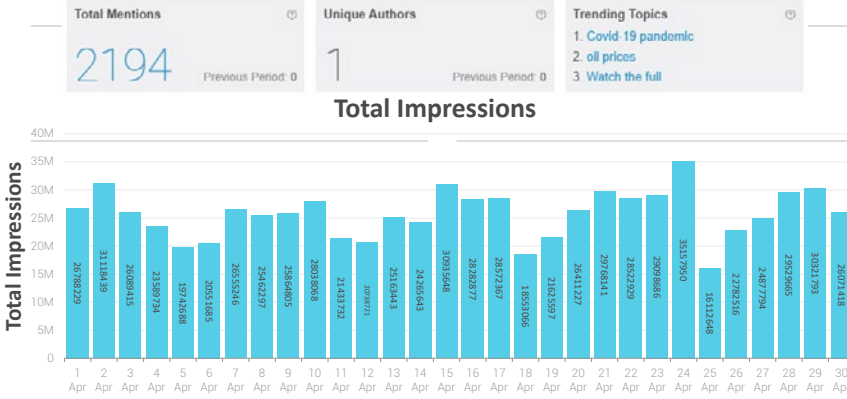 Total Mentions
2194
Previous Period: 0
Unique Authors
1
Previous Period: 0
Trending Topics
1. Covid-19 pandemic
2. oil prices
3. Watch the full
Total Impressions
Total Impressions
40M
35M
30M
25M
20M
15M
10M
5M
0
26788229
31118439
26089415
23589734
19742688
20551685
26555246
25462297
25864805
28038068
21433732
20738721
25163443
24265643
30935648
28282877
28572367
18553066
21625597
26411227
29768141
28522929
29098686
35157950
16112648
22782516
24877794
29529665
30321793
26071418
1 2 3 4 5 6 7 8 9 10 11 12 13 14 15 16 17 18 19 20 21 22 23 24 25 26 27 28 29 30
Apr Apr Apr Apr Apr Apr Apr Apr Apr Apr Apr Apr Apr Apr Apr Apr Apr Apr Apr Apr Apr Apr Apr Apr Apr Apr Apr Apr Apr Apr